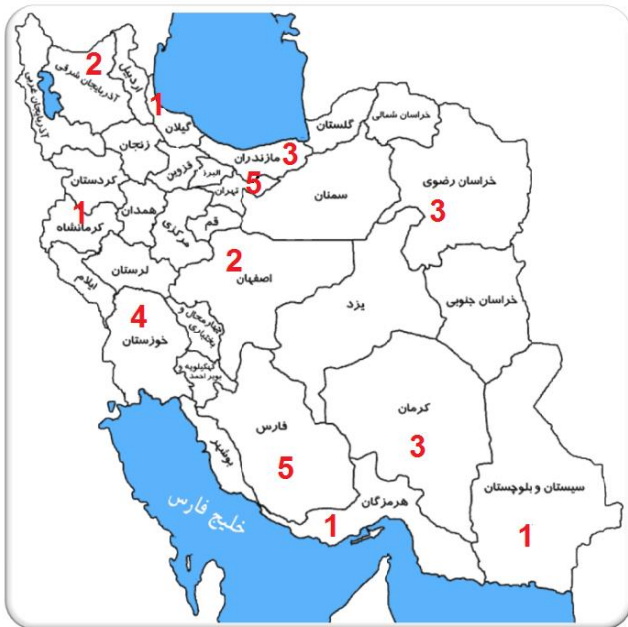 2
آذربایجان شرقی
اردبیل
آذربایجان غربی
1
گیلان
گلستان
خراسان شمالی
زنجان
مازندران
3
قزوین
البرز
5
تهران
کردستان
سمنان
خراسان رضوی
3
1
کرمانشاه
همدان
مرکزی
قم
2
اصفهان
لرستان
ایلام
یزد
خراسان جنوبی
4
خوزستان
چهارمحال و
بختیاری
کهگیلویه و
بویر احمد
فارس
5
کرمان
3
بوشهر
سیستان و بلوچستان
1
هرمزگان
1
خلیج فارس